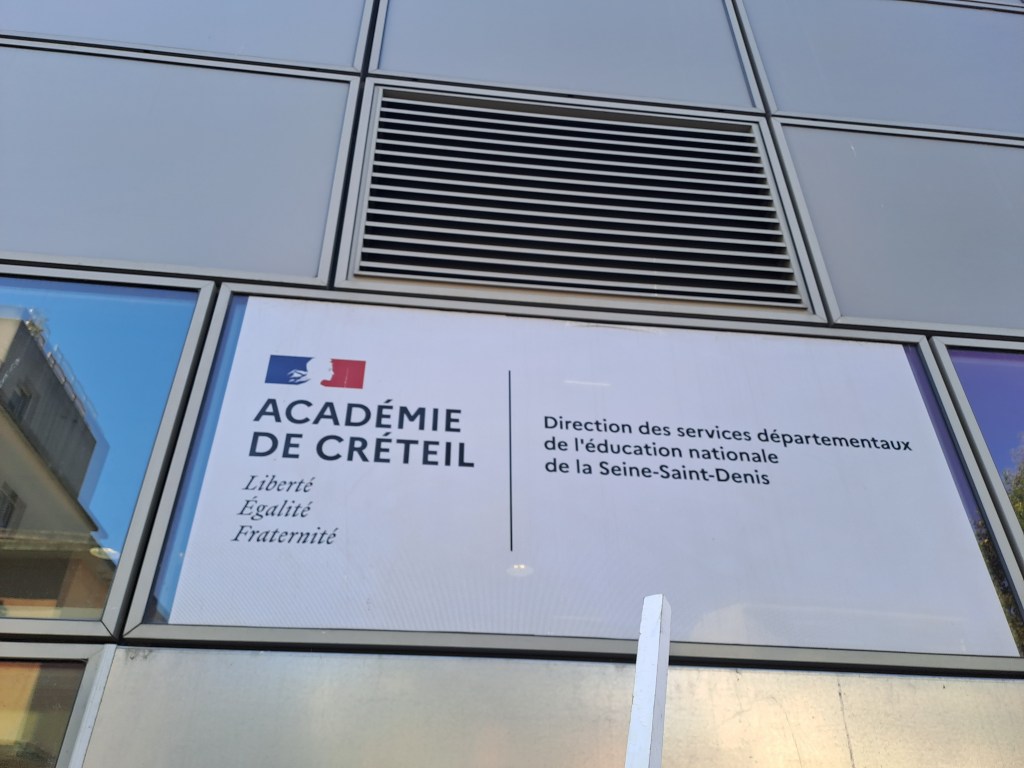 ACADÉMIE
DE CRÉTEIL
Liberté
Égalité
Fraternité
Direction des services départementaux
de l'éducation nationale
de la Seine-Saint-Denis